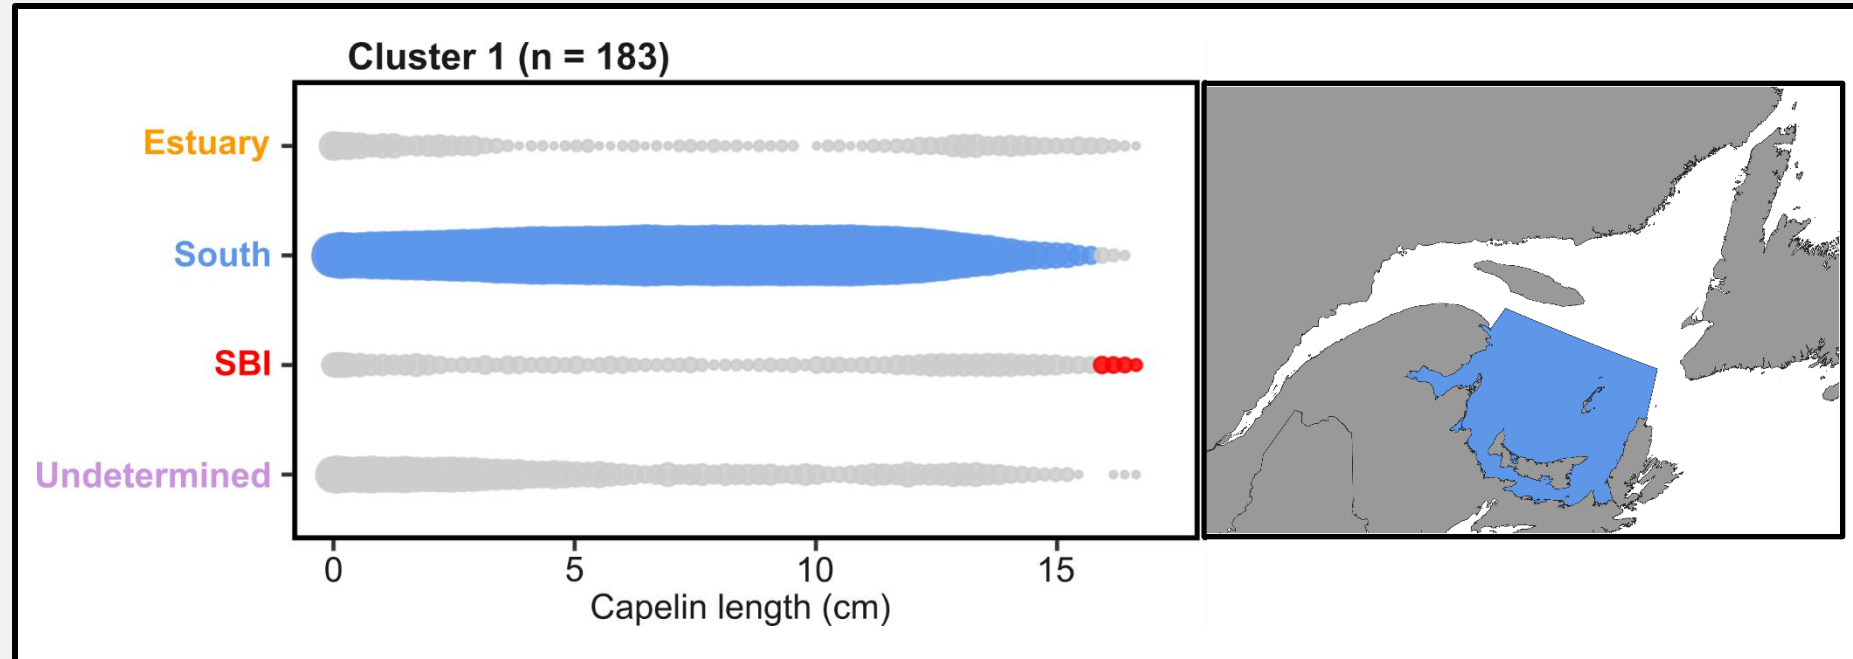 Cluster 1 (n = 183)
Estuary
South
SBI
Undetermined
0 5 10 15
Capelin length (cm)